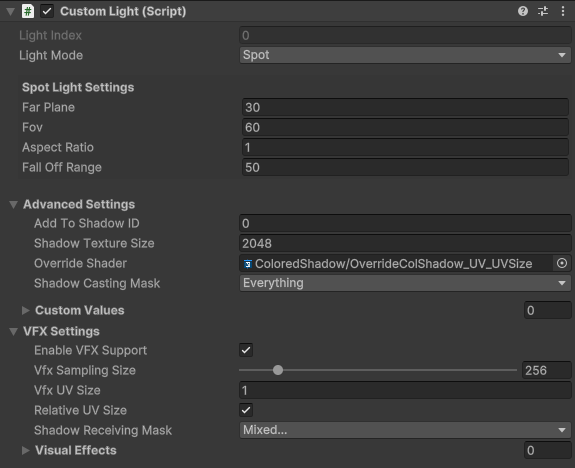 # Custom Light (Script)
Light Index 0
Light Mode Spot
Spot Light Settings
Far Plane 30
Fov 60
Aspect Ratio 1
Fall Off Range 50
Advanced Settings
Add To Shadow ID 0
Shadow Texture Size 2048
Override Shader ColoredShadow/OverrideColShadow_UV_UVSize
Shadow Casting Mask Everything
Custom Values 0
VFX Settings
Enable VFX Support
Vfx Sampling Size 256
Vfx UV Size 1
Relative UV Size
Shadow Receiving Mask Mixed...
Visual Effects 0